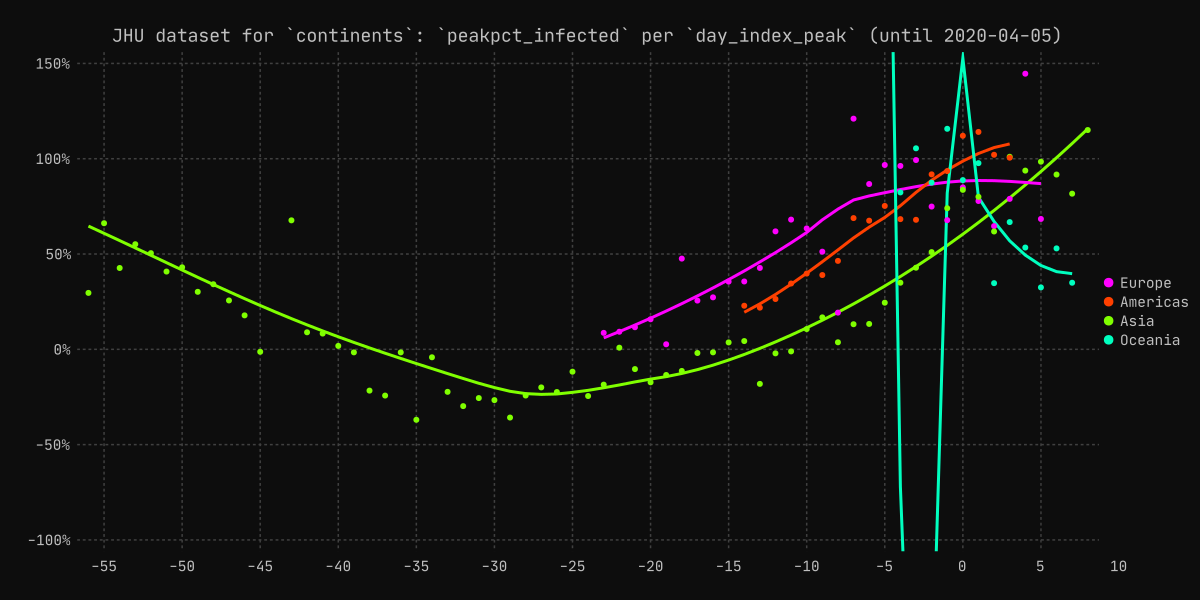 JHU dataset for `continents`: `peakpct_infected` per `day_index_peak` (until 2020-04-05)
150%
100%
50%
0%
-50%
-100%
Europe
Americas
Asia
Oceania
-55 -50 -45 -40 -35 -30 -25 -20 -15 -10 -5 0 5 10